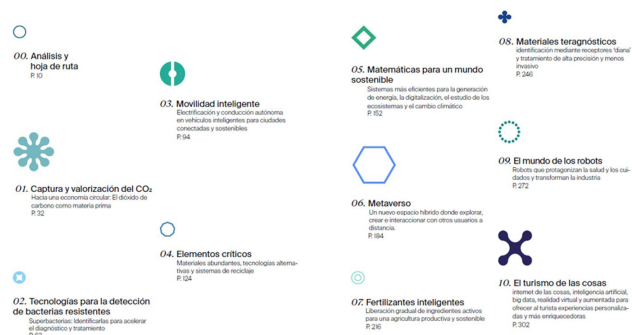 00. Análisis y
hoja de ruta
P. 10
01. Captura y valorización del CO₂
Hacia una economía circular: El dióxido de
carbono como materia prima
P. 32
02. Tecnologías para la detección
de bacterias resistentes
Superbacterias: Identificarlas para acelerar
el diagnóstico y tratamiento
03. Movilidad inteligente
Electrificación y conducción autónoma
en vehículos inteligentes para ciudades
conectadas y sostenibles
P. 94
04. Elementos críticos
Materiales abundantes, tecnologías alterna-
tivas y sistemas de reciclaje
P. 124
05. Matemáticas para un mundo
sostenible
Sistemas más eficientes para la generación
de energía, la digitalización, el estudio de los
ecosistemas y el cambio climático
P. 152
06. Metaverso
Un nuevo espacio híbrido donde explorar,
crear e interaccionar con otros usuarios a
distancia.
P. 184
07. Fertilizantes inteligentes
Liberación gradual de ingredientes activos
para una agricultura productiva y sostenible
P. 216
08. Materiales teragnósticos
identificación mediante receptores 'diana'
y tratamiento de alta precisión y menos
invasivo
P. 246
09. El mundo de los robots
Robots que protagonizan la salud y los cui-
dados y transforman la industria
P. 272
10. El turismo de las cosas
internet de las cosas, inteligencia artificial,
big data, realidad virtual y aumentada para
ofrecer al turista experiencias personaliza-
das y más enriquecedoras
P. 302